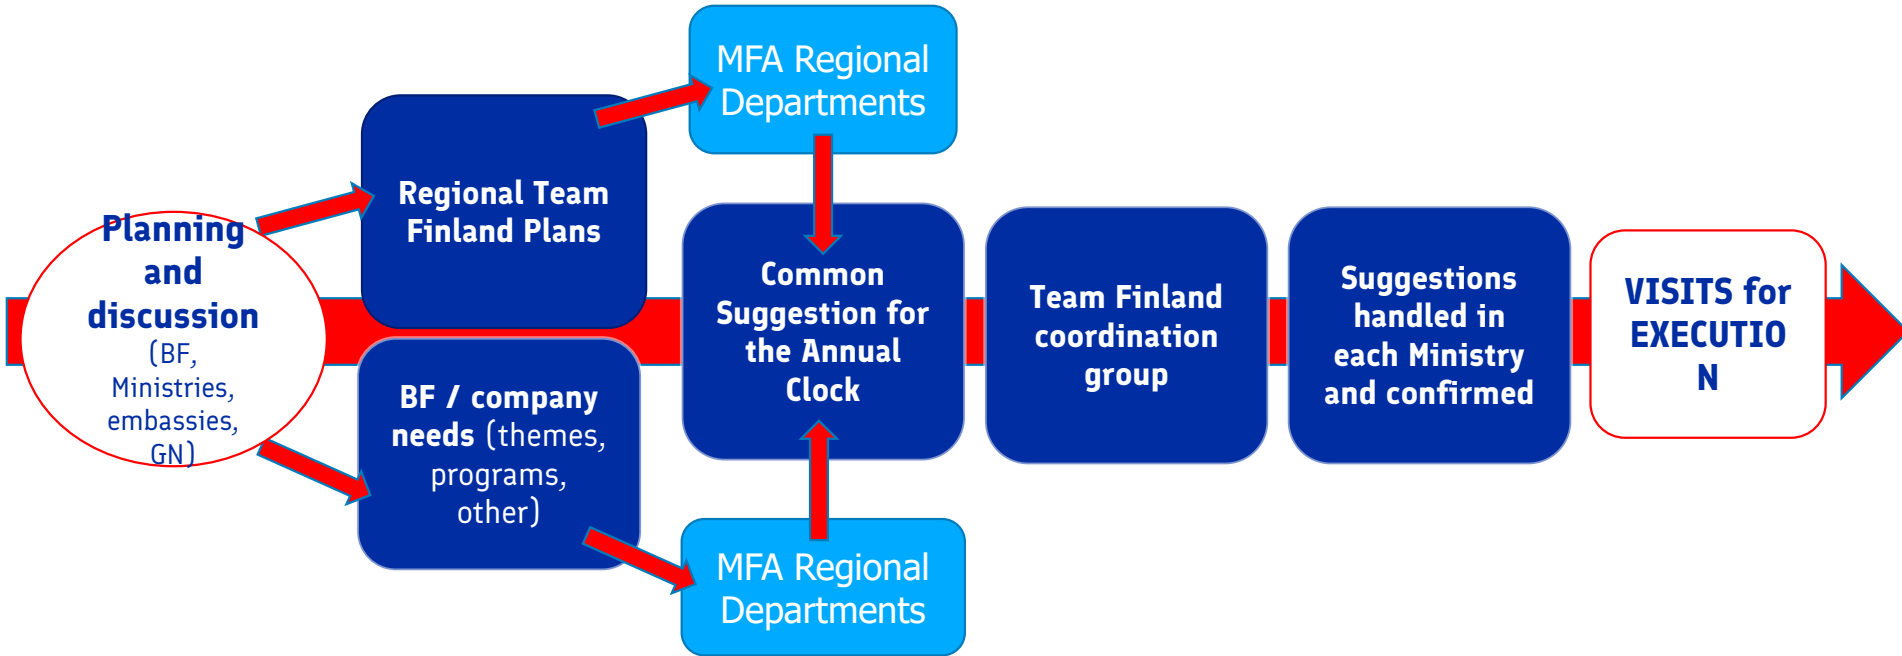 Planning
and
discussion
(BF,
Ministries,
embassies,
GN)
Regional Team
Finland Plans
BF / company
needs (themes,
programs,
other)
MFA Regional
Departments
Common
Suggestion for
the Annual
Clock
MFA Regional
Departments
Team Finland
coordination
group
Suggestions
handled in
each Ministry
and confirmed
VISITS for
EXECUTIO
N